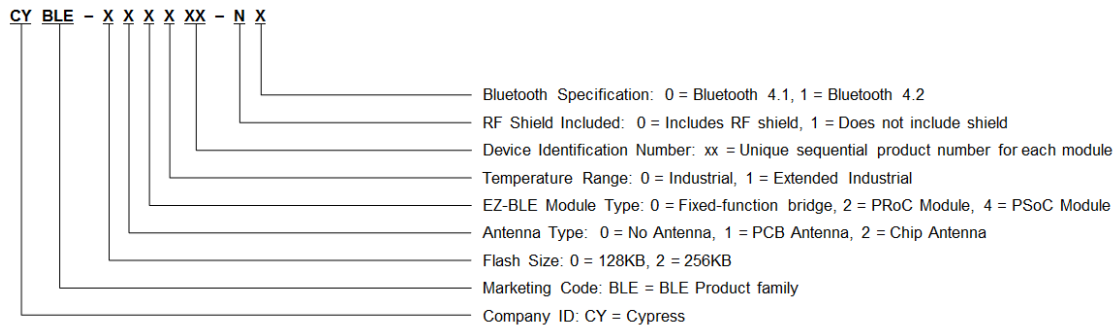 CY BLE – X X X X XX – N X
Bluetooth Specification: 0 = Bluetooth 4.1, 1 = Bluetooth 4.2
RF Shield Included: 0 = Includes RF shield, 1 = Does not include shield
Device Identification Number: xx = Unique sequential product number for each module
Temperature Range: 0 = Industrial, 1 = Extended Industrial
EZ-BLE Module Type: 0 = Fixed-function bridge, 2 = PRoC Module, 4 = PSoC Module
Antenna Type: 0 = No Antenna, 1 = PCB Antenna, 2 = Chip Antenna
Flash Size: 0 = 128KB, 2 = 256KB
Marketing Code: BLE = BLE Product family
Company ID: CY = Cypress